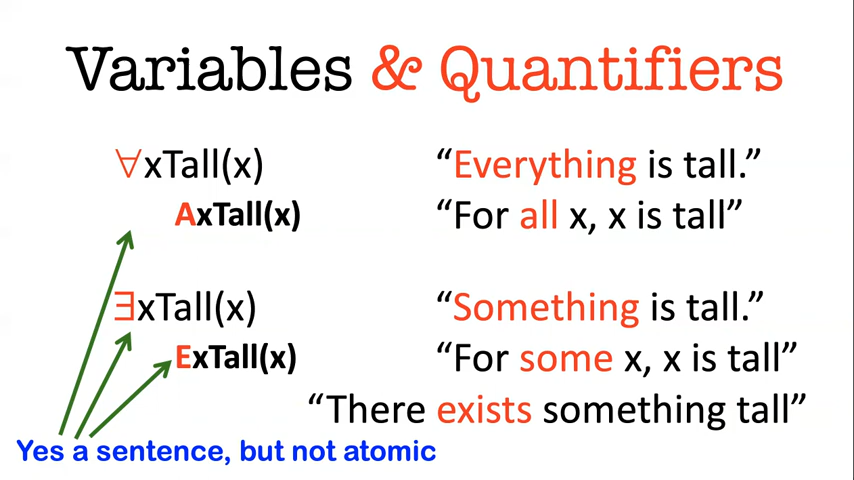 Variables & Quantifiers
∀xTall(x) “Everything is tall.”
AxTall(x) “For all x, x is tall”
∃xTall(x) “Something is tall.”
ExTall(x) “For some x, x is tall”
“There exists something tall”
Yes a sentence, but not atomic